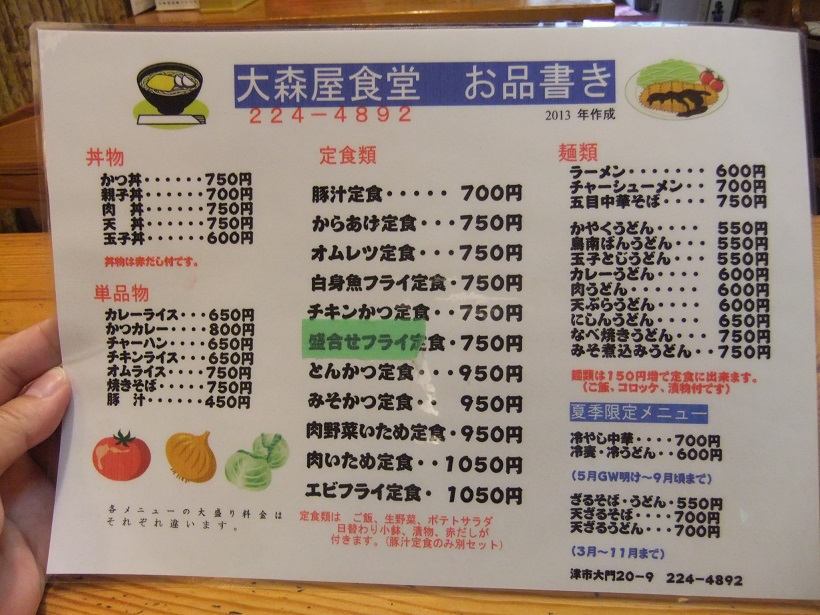 大森屋食堂　お品書き
224－4892
2013 年作成
丼物
かつ丼・・・・・・750円
親子丼・・・・・・700円
肉　丼・・・・・・750円
天　丼・・・・・・750円
玉子丼・・・・・・600円
丼物は赤だし付です。
単品物
カレーライス・・・650円
かつカレー・・・・800円
チャーハン・・・・650円
チキンライス・・・650円
オムライス・・・・750円
焼きそば・・・・・750円
豚　汁・・・・・・450円
各メニューの大盛り料金は
それぞれ違います。
定食類
豚汁定食・・・・・ 700円
からあげ定食・・・750円
オムレツ定食・・・750円
白身魚フライ定食・750円
チキンかつ定食・・750円
盛合せフライ定食・750円
とんかつ定食・・・950円
みそかつ定食・・ 950円
肉野菜いため定食・950円
肉いため定食・・1050円
エビフライ定食・ 1050円
定食類は　ご飯、生野菜、ポテトサラダ
日替わり小鉢、漬物、赤だしが
付きます。(豚汁定食のみ別セット)
麺類
ラーメン・・・・・・・ 600円
チャーシューメン・・ 700円
五目中華そば・・・・ 750円
かやくうどん・・・・ 550円
鳥南ばんうどん・・・ 550円
玉子とじうどん・・・ 550円
カレーうどん・・・・ 600円
肉うどん・・・・・・ 600円
天ぷらうどん・・・・ 600円
にしんうどん・・・・ 650円
なべ焼きうどん・・・ 750円
みそ煮込みうどん・・750円
麺類は150円増で定食に出来ます。
（ご飯、コロッケ、漬物付です）
夏季限定メニュー
冷やし中華・・・・700円
冷麦・冷うどん・・600円
（5月GW明け～9月頃まで）
ざるそば・うどん・550円
天ざるそば・・・・700円
天ざるうどん・・・700円
（3月～11月まで）
津市大門20－9　224－4892